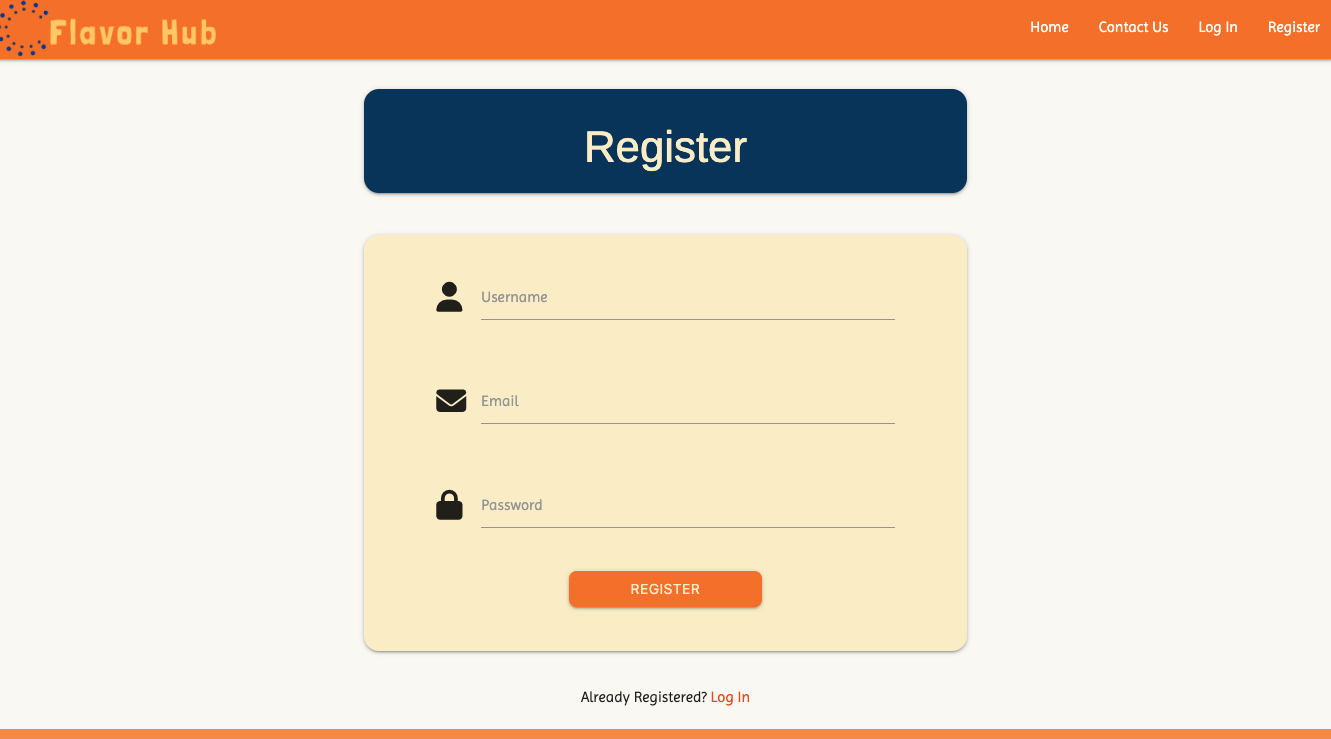 Flavor Hub
Home Contact Us Log In Register
Register
Username
Email
Password
REGISTER
Already Registered? Log In